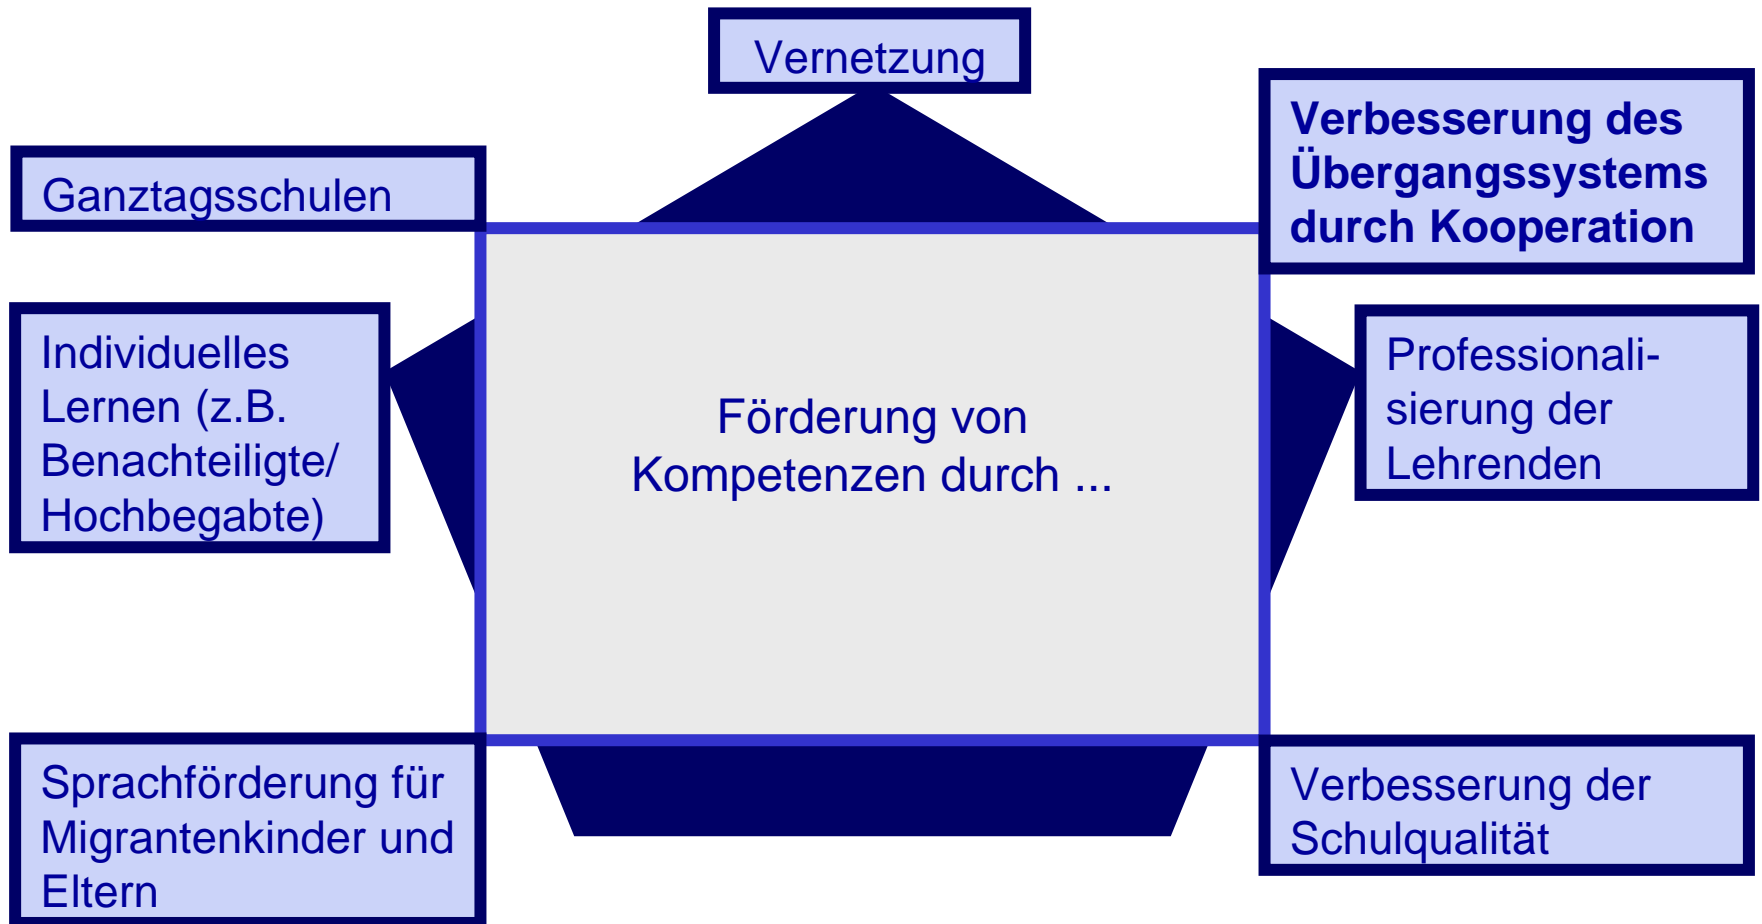 Vernetzung
Verbesserung des
Übergangssystems
durch Kooperation
Ganztagsschulen
Individuelles
Lernen (z.B.
Benachteiligte/
Hochbegabte)
Förderung von
Kompetenzen durch ...
Professionali-
sierung der
Lehrenden
Sprachförderung für
Migrantenkinder und
Eltern
Verbesserung der
Schulqualität